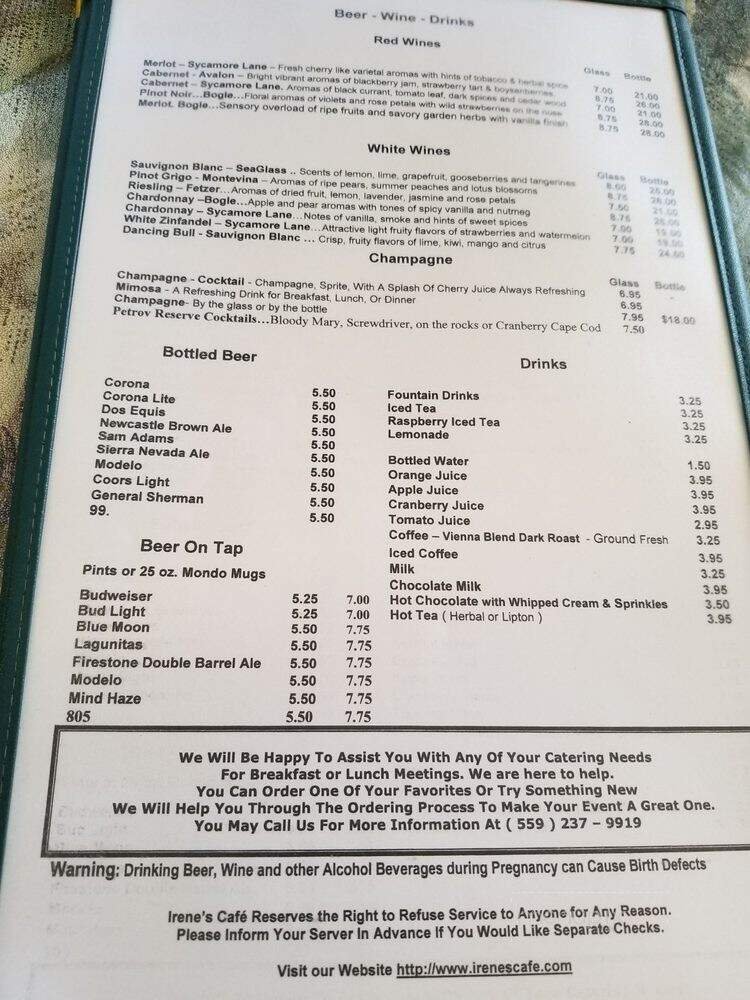 Beer - Wine - Drinks
Red Wines
Glass Bottle
Merlot – Sycamore Lane – Fresh cherry like varietal aromas with hints of tobacco & herbal spice 7.00 21.00
Cabernet - Avalon – Bright vibrant aromas of blackberry jam, strawberry tart & boysenberries 8.75 26.00
Cabernet – Sycamore Lane. Aromas of black currant, tomato leaf, dark spices and cedar wood 7.00 21.00
Pinot Noir...Bogle...Floral aromas of violets and rose petals with wild strawberries on the nose 8.75 28.00
Merlot. Bogle...Sensory overload of ripe fruits and savory garden herbs with vanilla finish 8.75 28.00
White Wines
Glass Bottle
Sauvignon Blanc – SeaGlass .. Scents of lemon, lime, grapefruit, gooseberries and tangerines
Pinot Grigo - Montevina – Aromas of ripe pears, summer peaches and lotus blossoms 8.75
Riesling – Fetzer...Aromas of dried fruit, lemon, lavender, jasmine and rose petals 7.50
Chardonnay –Bogle...Apple and pear aromas with tones of spicy vanilla and nutmeg 8.75
Chardonnay – Sycamore Lane...Notes of vanilla, smoke and hints of sweet spices 7.00
White Zinfandel – Sycamore Lane...Attractive light fruity flavors of strawberries and watermelon 7.00
Dancing Bull - Sauvignon Blanc ... Crisp, fruity flavors of lime, kiwi, mango and citrus 7.75 24.50
Champagne
Glass Bottle
Champagne - Cocktail - Champagne, Sprite, With A Splash Of Cherry Juice Always Refreshing 6.95 -
Mimosa - A Refreshing Drink for Breakfast, Lunch, Or Dinner 6.95
Champagne- By the glass or by the bottle 7.95 $18.00
Petrov Reserve Cocktails...Bloody Mary, Screwdriver, on the rocks or Cranberry Cape Cod 7.50
Bottled Beer
Corona 5.50
Corona Lite 5.50
Dos Equis 5.50
Newcastle Brown Ale 5.50
Sam Adams 5.50
Sierra Nevada Ale 5.50
Modelo 5.50
Coors Light 5.50
General Sherman 5.50
99. 5.50
Beer On Tap
Pints or 25 oz. Mondo Mugs
Budweiser 5.25 7.00
Bud Light 5.25 7.00
Blue Moon 5.50 7.75
Lagunitas 5.50 7.75
Firestone Double Barrel Ale 5.50 7.75
Modelo 5.50 7.75
Mind Haze 5.50 7.75
805 5.50 7.75
Drinks
Fountain Drinks 3.25
Iced Tea 3.25
Raspberry Iced Tea 3.25
Lemonade 3.25
Bottled Water 1.50
Orange Juice 3.95
Apple Juice 3.95
Cranberry Juice 3.95
Tomato Juice 2.95
Coffee – Vienna Blend Dark Roast - Ground Fresh 3.25
Iced Coffee 3.95
Milk 3.25
Chocolate Milk 3.95
Hot Chocolate with Whipped Cream & Sprinkles 3.50
Hot Tea ( Herbal or Lipton ) 3.95
We Will Be Happy To Assist You With Any Of Your Catering Needs
For Breakfast or Lunch Meetings. We are here to help.
You Can Order One Of Your Favorites Or Try Something New
We Will Help You Through The Ordering Process To Make Your Event A Great One.
You May Call Us For More Information At ( 559 ) 237 – 9919
Warning: Drinking Beer, Wine and other Alcohol Beverages during Pregnancy can Cause Birth Defects
Irene's Café Reserves the Right to Refuse Service to Anyone for Any Reason.
Please Inform Your Server In Advance If You Would Like Separate Checks.
Visit our Website http://www.irenescafe.com